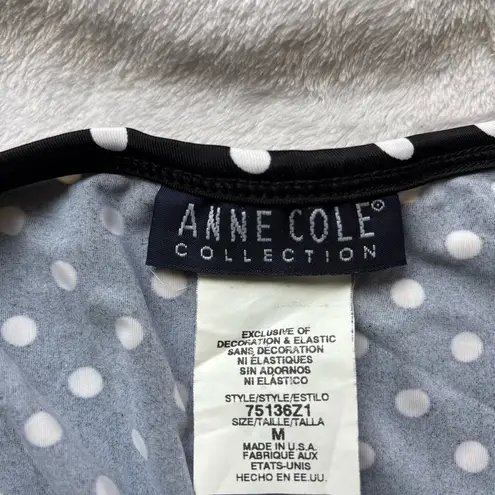 ANNE COLE
COLLECTION
EXCLUSIVE OF
DECORATION & ELASTIC
SANS DECORATION
NI ELASTIQUES
SIN ADORNOS
NI ELASTICO
STYLE/STYLE/ESTILO
75136Z1
SIZE/TAILLE/TALLA
M
MADE IN U.S.A.
FABRIQUE AUX
ETATS-UNIS
HECHO EN EE.UU.